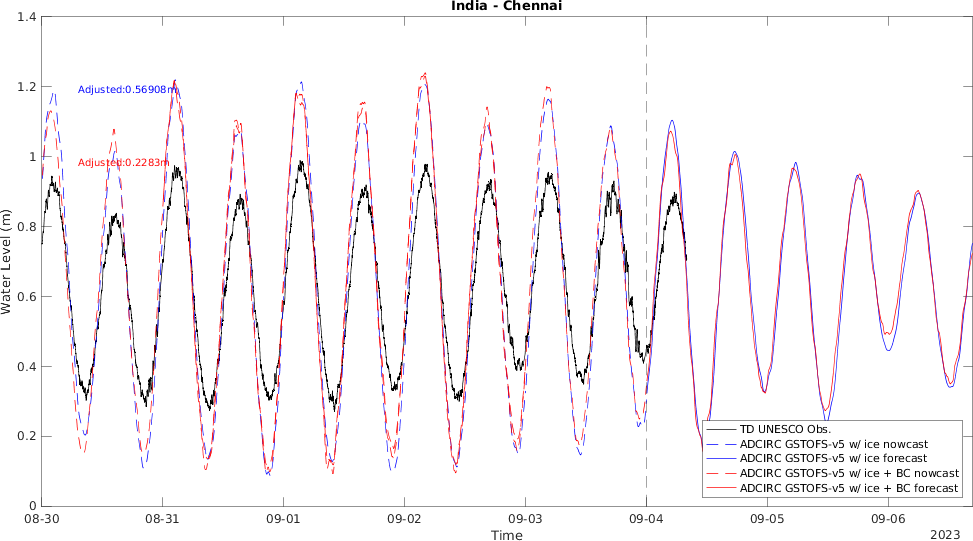 India - Chennai
1.4
1.2
1
0.8
0.6
0.4
0.2
0
Water Level (m)
Adjusted:0.56908m
Adjusted:0.2283m
TD UNESCO Obs.
ADCIRC GSTOFS-v5 w/ ice nowcast
ADCIRC GSTOFS-v5 w/ ice forecast
ADCIRC GSTOFS-v5 w/ ice + BC nowcast
ADCIRC GSTOFS-v5 w/ ice + BC forecast
08-30 08-31 09-01 09-02 09-03 09-04 09-05 09-06
Time
2023